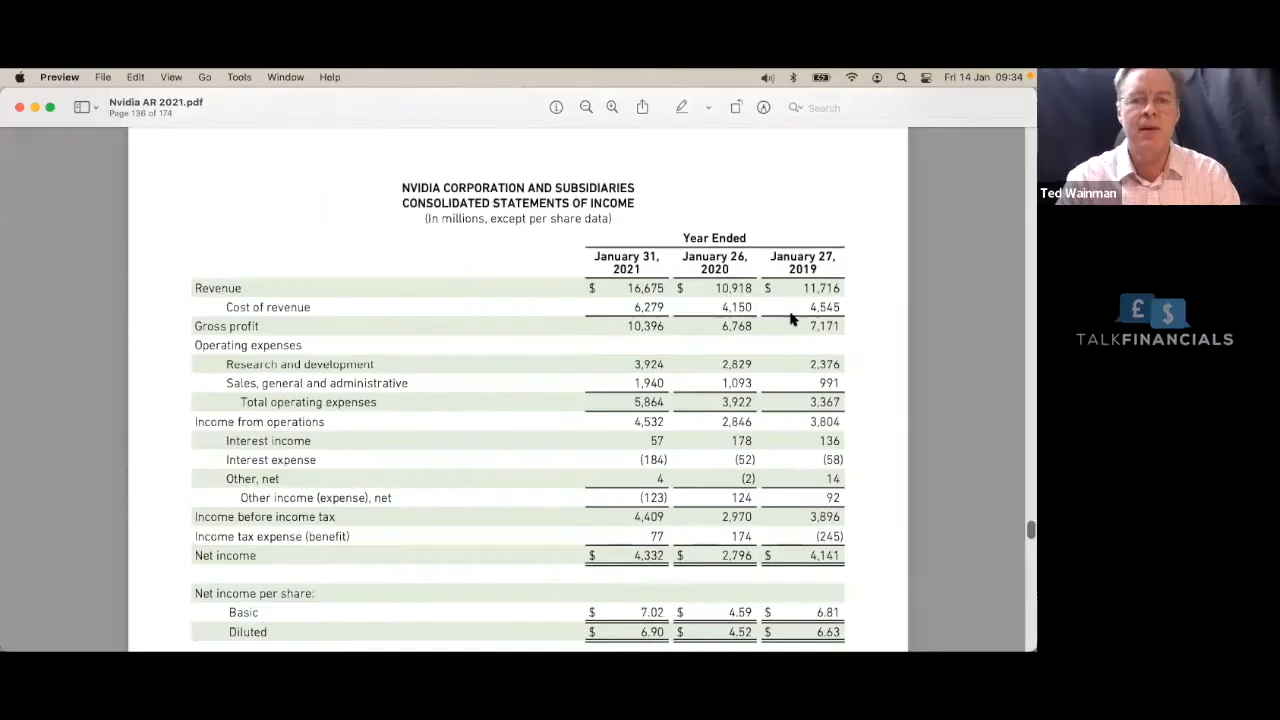 Preview File Edit View Go Tools Window Help Fri 14 Jan 09:34
Nvidia AR 2021.pdf
Page 136 of 174
Search
Ted Wainman
£ $
TALKFINANCIALS
NVIDIA CORPORATION AND SUBSIDIARIES
CONSOLIDATED STATEMENTS OF INCOME
(In millions, except per share data)
Year Ended
January 31, 2021 January 26, 2020 January 27, 2019
Revenue $ 16,675 $ 10,918 $ 11,716
Cost of revenue 6,279 4,150 4,545
Gross profit 10,396 6,768 7,171
Operating expenses
Research and development 3,924 2,829 2,376
Sales, general and administrative 1,940 1,093 991
Total operating expenses 5,864 3,922 3,367
Income from operations 4,532 2,846 3,804
Interest income 57 178 136
Interest expense (184) (52) (58)
Other, net 4 (2) 14
Other income (expense), net (123) 124 92
Income before income tax 4,409 2,970 3,896
Income tax expense (benefit) 77 174 (245)
Net income $ 4,332 $ 2,796 $ 4,141
Net income per share:
Basic $ 7.02 $ 4.59 $ 6.81
Diluted $ 6.90 $ 4.52 $ 6.63